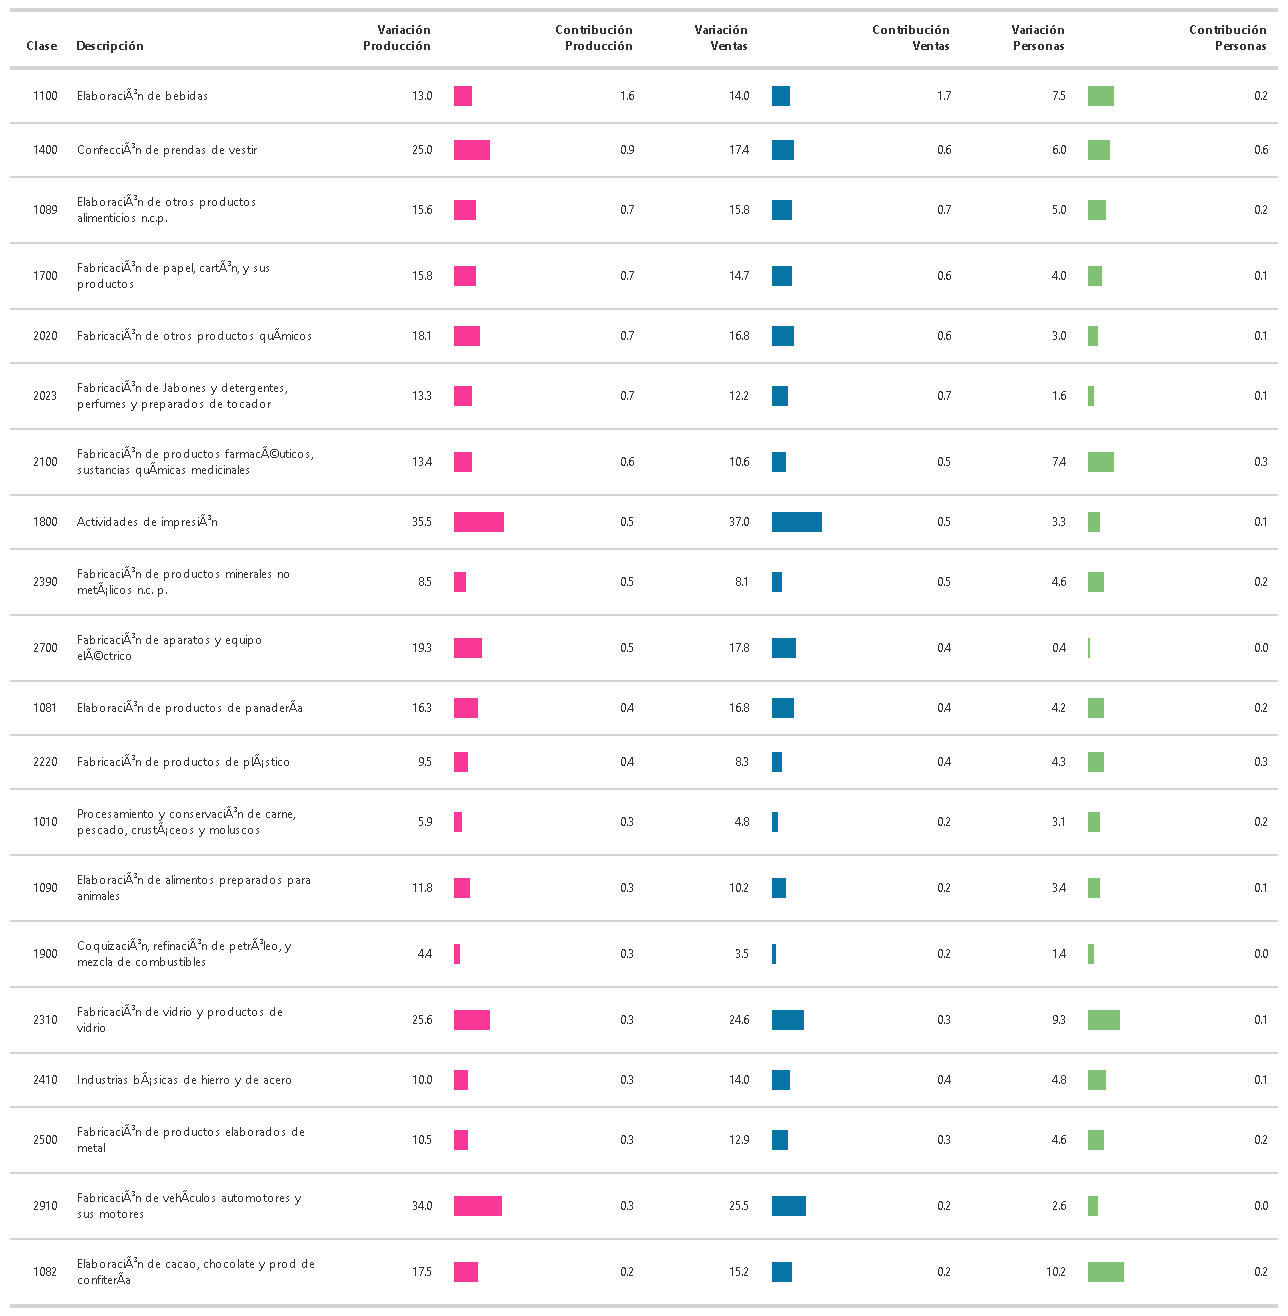 Clase Descripción Variación Producción Contribución Producción Variación Ventas Contribución Ventas Variación Personas Contribución Personas
1100 ElaboraciÃ³n de bebidas 13.0 1.6 14.0 1.7 7.5 0.2
1400 ConfecciÃ³n de prendas de vestir 25.0 0.9 17.4 0.6 6.0 0.6
1089 ElaboraciÃ³n de otros productos alimenticios n.c.p. 15.6 0.7 15.8 0.7 5.0 0.2
1700 FabricaciÃ³n de papel, cartÃ³n, y sus productos 15.8 0.7 14.7 0.6 4.0 0.1
2020 FabricaciÃ³n de otros productos quÃmicos 18.1 0.7 16.8 0.6 3.0 0.1
2023 FabricaciÃ³n de Jabones y detergentes, perfumes y preparados de tocador 13.3 0.7 12.2 0.7 1.6 0.1
2100 FabricaciÃ³n de productos farmacÃ©uticos, sustancias quÃmicas medicinales 13.4 0.6 10.6 0.5 7.4 0.3
1800 Actividades de impresiÃ³n 35.5 0.5 37.0 0.5 3.3 0.1
2390 FabricaciÃ³n de productos minerales no metÃ¡licos n.c. p. 8.5 0.5 8.1 0.5 4.6 0.2
2700 FabricaciÃ³n de aparatos y equipo elÃ©ctrico 19.3 0.5 17.8 0.4 0.4 0.0
1081 ElaboraciÃ³n de productos de panaderÃa 16.3 0.4 16.8 0.4 4.2 0.2
2220 FabricaciÃ³n de productos de plÃ¡stico 9.5 0.4 8.3 0.4 4.3 0.3
1010 Procesamiento y conservaciÃ³n de carne, pescado, crustÃ¡ceos y moluscos 5.9 0.3 4.8 0.2 3.1 0.2
1090 ElaboraciÃ³n de alimentos preparados para animales 11.8 0.3 10.2 0.2 3.4 0.1
1900 CoquizaciÃ³n, refinaciÃ³n de petrÃ³leo, y mezcla de combustibles 4.4 0.3 3.5 0.2 1.4 0.0
2310 FabricaciÃ³n de vidrio y productos de vidrio 25.6 0.3 24.6 0.3 9.3 0.1
2410 Industrias bÃ¡sicas de hierro y de acero 10.0 0.3 14.0 0.4 4.8 0.1
2500 FabricaciÃ³n de productos elaborados de metal 10.5 0.3 12.9 0.3 4.6 0.2
2910 FabricaciÃ³n de vehÃculos automotores y sus motores 34.0 0.3 25.5 0.2 2.6 0.0
1082 ElaboraciÃ³n de cacao, chocolate y prod de confiterÃa 17.5 0.2 15.2 0.2 10.2 0.2